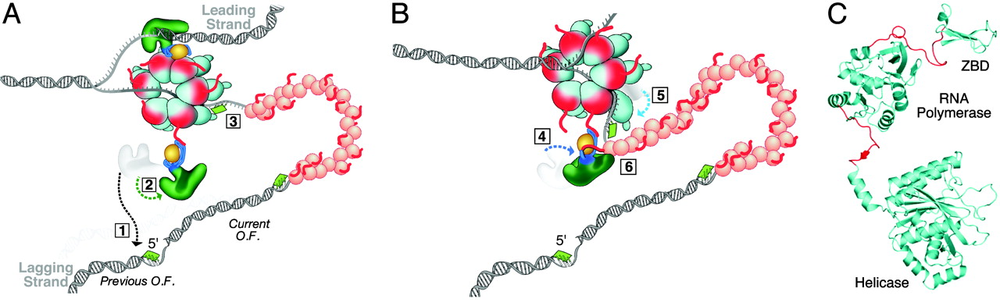 A
Leading
Strand
3
2
1
5'
Current
O.F.
Lagging
Strand
Previous O.F.
B
5
4
6
5'
C
ZBD
RNA
Polymerase
Helicase